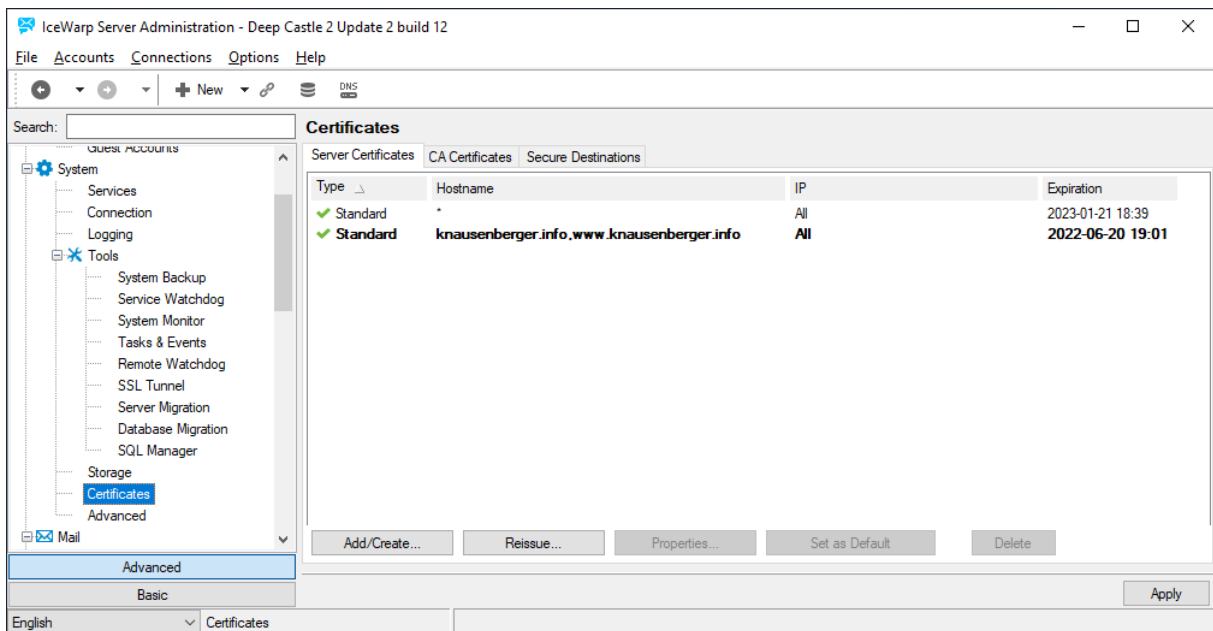 IceWarp Server Administration - Deep Castle 2 Update 2 build 12
File Accounts Connections Options Help
New DNS
Search:
Certificates
Guest Accounts
System
Services
Connection
Logging
Tools
System Backup
Service Watchdog
System Monitor
Tasks & Events
Remote Watchdog
SSL Tunnel
Server Migration
Database Migration
SQL Manager
Storage
Certificates
Advanced
Mail
Advanced
Basic
Server Certificates CA Certificates Secure Destinations
Type Hostname IP Expiration
Standard * All 2023-01-21 18:39
Standard knausenberger.info,www.knausenberger.info All 2022-06-20 19:01
Add/Create... Reissue... Properties... Set as Default Delete
Apply
English Certificates